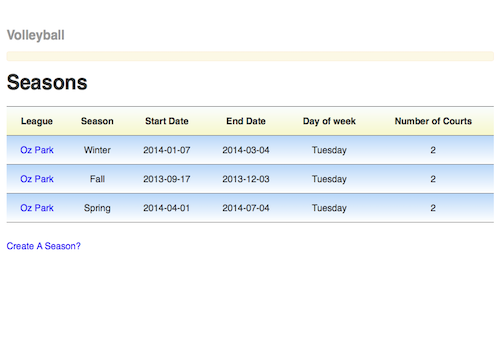 Volleyball
Seasons
League Season Start Date End Date Day of week Number of Courts
Oz Park Winter 2014-01-07 2014-03-04 Tuesday 2
Oz Park Fall 2013-09-17 2013-12-03 Tuesday 2
Oz Park Spring 2014-04-01 2014-07-04 Tuesday 2
Create A Season?